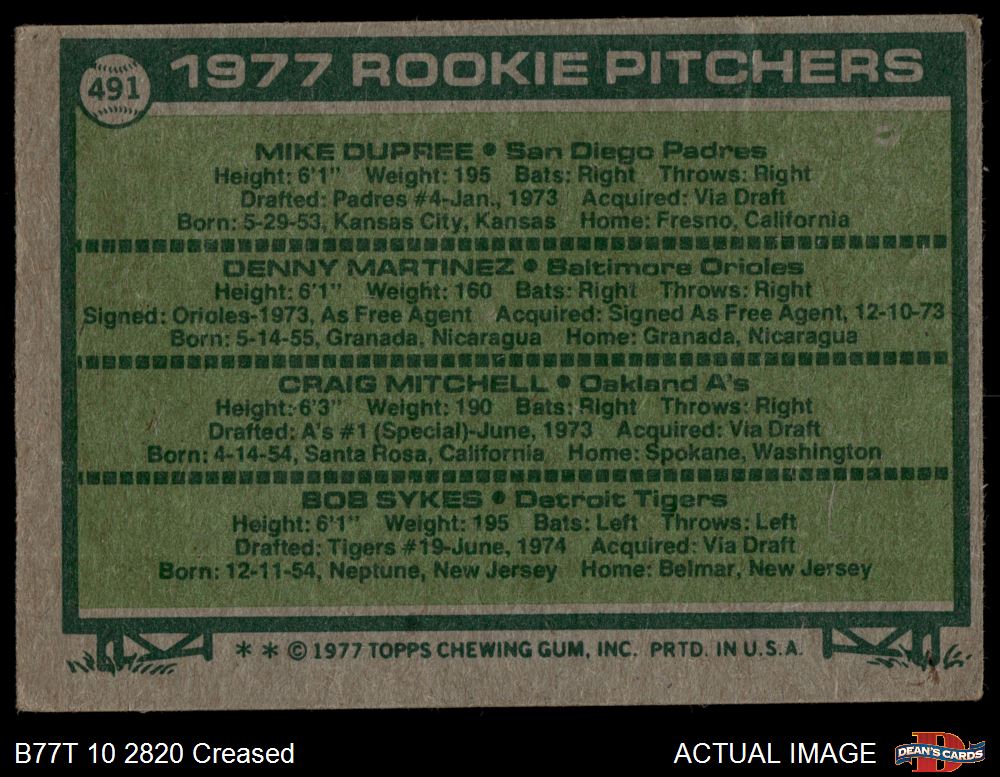 491
1977 ROOKIE PITCHERS
MIKE DUPREE • San Diego Padres
Height: 6'1" Weight: 195 Bats: Right Throws: Right
Drafted: Padres #4-Jan., 1973 Acquired: Via Draft
Born: 5-29-53, Kansas City, Kansas Home: Fresno, California
DENNY MARTINEZ • Baltimore Orioles
Height: 6'1" Weight: 160 Bats: Right Throws: Right
Signed: Orioles-1973, As Free Agent Acquired: Signed As Free Agent, 12-10-73
Born: 5-14-55, Granada, Nicaragua Home: Granada, Nicaragua
CRAIG MITCHELL • Oakland A's
Height: 6'3" Weight: 190 Bats: Right Throws: Right
Drafted: A's #1 (Special)-June, 1973 Acquired: Via Draft
Born: 4-14-54, Santa Rosa, California Home: Spokane, Washington
BOB SYKES • Detroit Tigers
Height: 6'1" Weight: 195 Bats: Left Throws: Left
Drafted: Tigers #19-June, 1974 Acquired: Via Draft
Born: 12-11-54, Neptune, New Jersey Home: Belmar, New Jersey
* * © 1977 TOPPS CHEWING GUM, INC. PRTD. IN U.S.A.
B77T 10 2820 Creased
ACTUAL IMAGE
D
DEAN'S CARDS